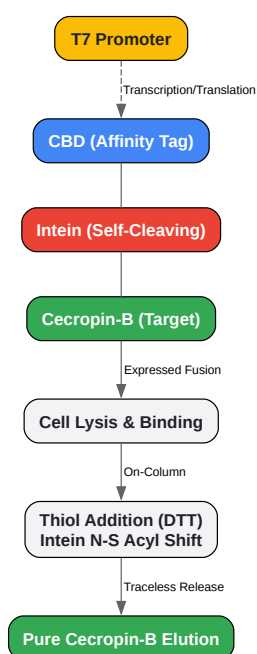 T7 Promoter
Transcription/Translation
CBD (Affinity Tag)
Intein (Self-Cleaving)
Cecropin-B (Target)
Expressed Fusion
Cell Lysis & Binding
On-Column
Thiol Addition (DTT)
Intein N-S Acyl Shift
Traceless Release
Pure Cecropin-B Elution